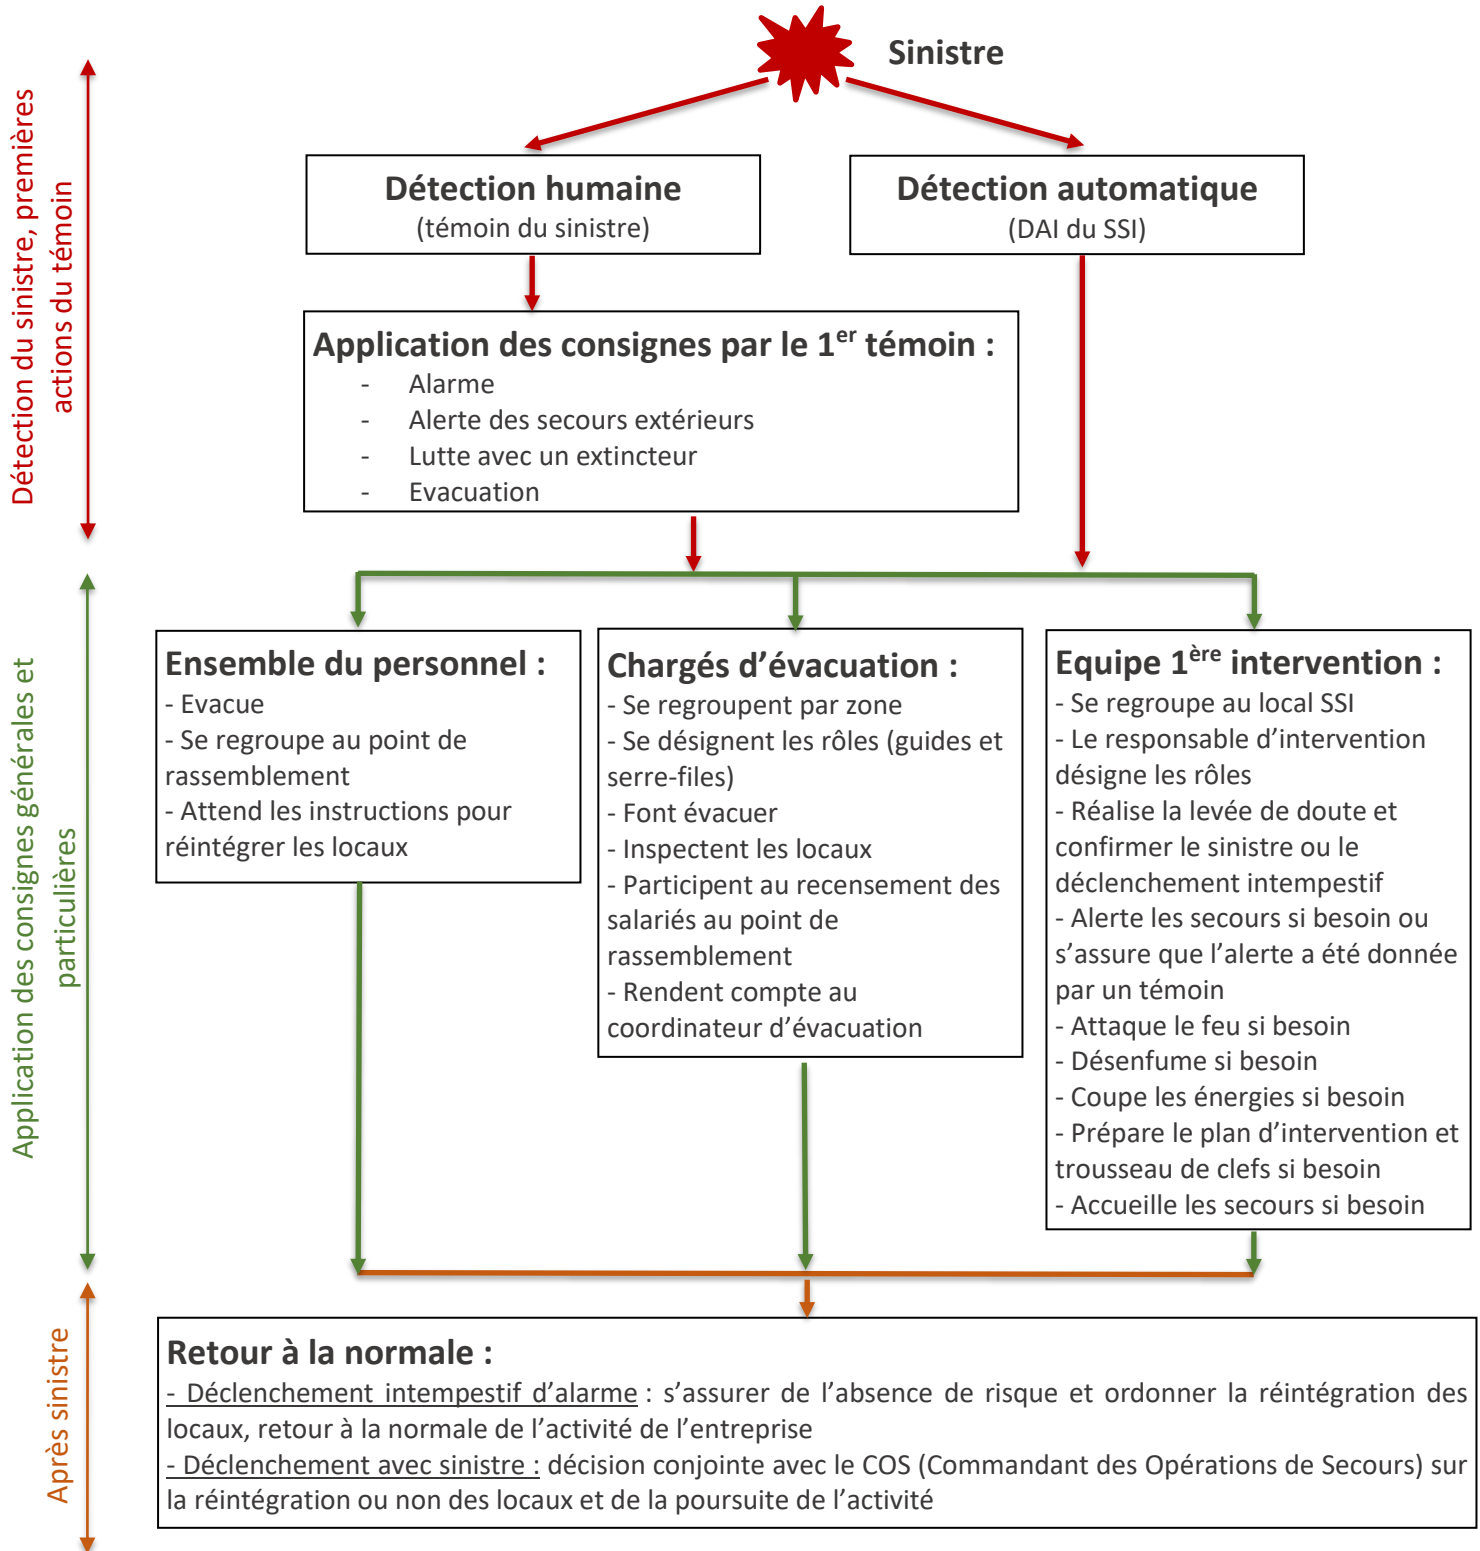 Sinistre
Détection du sinistre, premières
actions du témoin
Détection humaine
(témoin du sinistre)
Détection automatique
(DAI du SSI)
Application des consignes par le 1er témoin :
- Alarme
- Alerte des secours extérieurs
- Lutte avec un extincteur
- Evacuation
Application des consignes générales et
particulières
Ensemble du personnel :
- Evacue
- Se regroupe au point de
rassemblement
- Attend les instructions pour
réintégrer les locaux
Chargés d’évacuation :
- Se regroupent par zone
- Se désignent les rôles (guides et
serre-files)
- Font évacuer
- Inspectent les locaux
- Participent au recensement des
salariés au point de
rassemblement
- Rendent compte au
coordinateur d’évacuation
Equipe 1ère intervention :
- Se regroupe au local SSI
- Le responsable d’intervention
désigne les rôles
- Réalise la levée de doute et
confirmer le sinistre ou le
déclenchement intempestif
- Alerte les secours si besoin ou
s’assure que l’alerte a été donnée
par un témoin
- Attaque le feu si besoin
- Désenfume si besoin
- Coupe les énergies si besoin
- Prépare le plan d’intervention et
trousseau de clefs si besoin
- Accueille les secours si besoin
Après sinistre
Retour à la normale :
- Déclenchement intempestif d’alarme : s’assurer de l’absence de risque et ordonner la réintégration des
locaux, retour à la normale de l’activité de l’entreprise
- Déclenchement avec sinistre : décision conjointe avec le COS (Commandant des Opérations de Secours) sur
la réintégration ou non des locaux et de la poursuite de l’activité